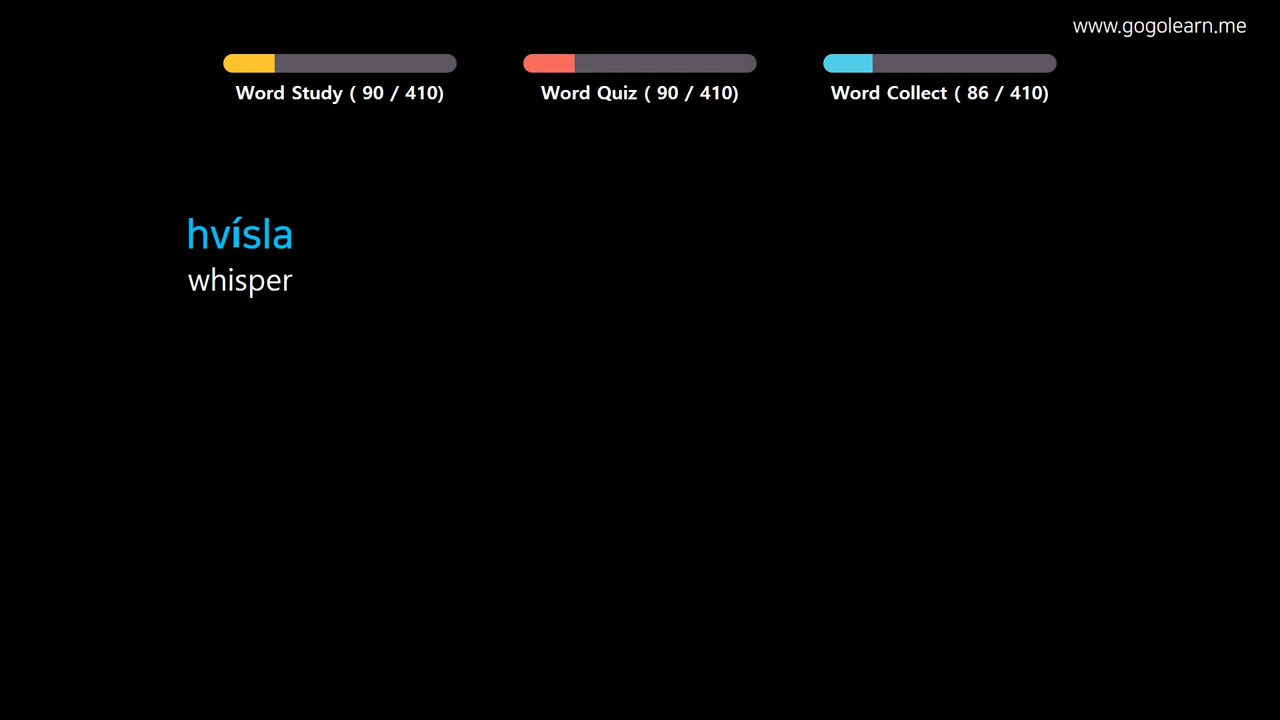 www.gogolearn.me
Word Study ( 90 / 410)
Word Quiz ( 90 / 410)
Word Collect ( 86 / 410)
hvísla
whisper